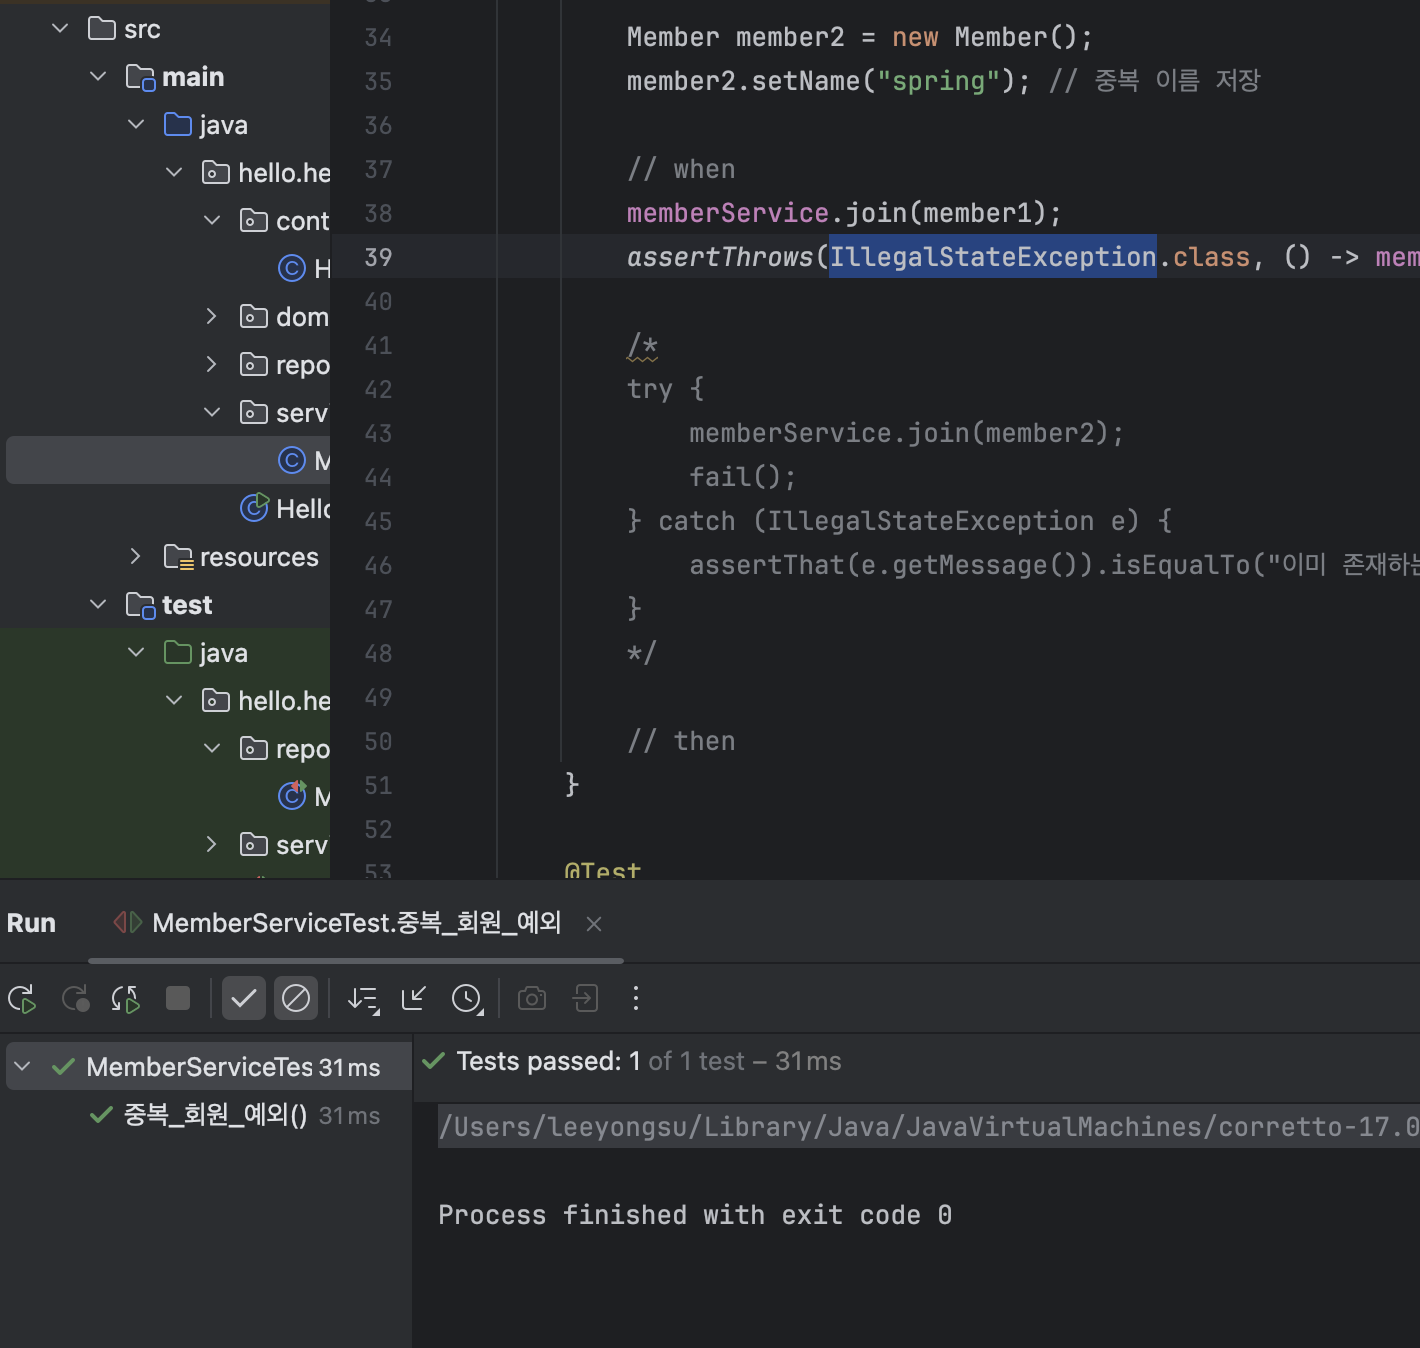 src
main
java
hello.he
cont
H
dom
repo
servi
M
Hello
resources
test
java
hello.he
repo
M
servi
34 Member member2 = new Member();
35 member2.setName("spring"); // 중복 이름 저장
36
37 // when
38 memberService.join(member1);
39 assertThrows(IllegalStateException.class, () -> mem
40
41 /*
42 try {
43 memberService.join(member2);
44 fail();
45 } catch (IllegalStateException e) {
46 assertThat(e.getMessage()).isEqualTo("이미 존재하는
47 }
48 */
49
50 // then
51 }
52
53 @Test
Run MemberServiceTest.중복_회원_예외
MemberServiceTes 31 ms
중복_회원_예외() 31 ms
Tests passed: 1 of 1 test – 31 ms
/Users/leeyongsu/Library/Java/JavaVirtualMachines/corretto-17.0
Process finished with exit code 0